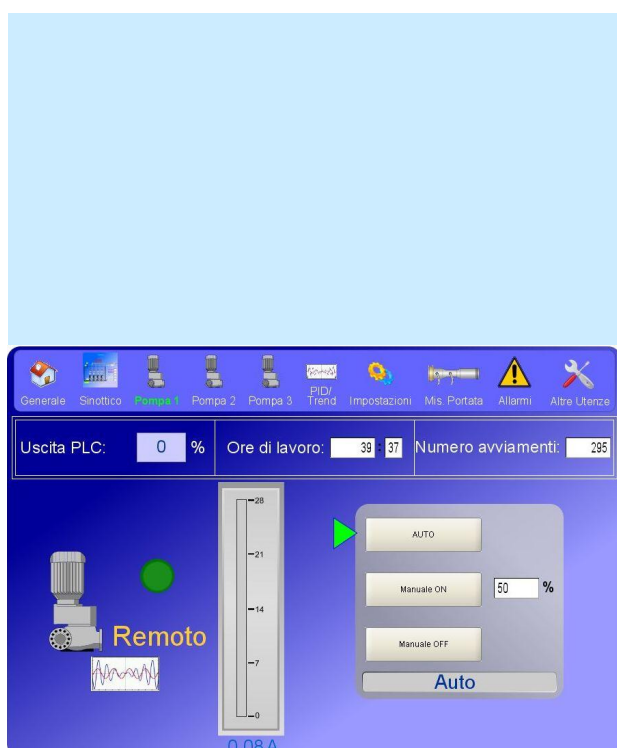 Generale Sinottico Pompa 1 Pompa 2 Pompa 3 PID/ Trend Impostazioni Mis. Portata Allarmi Altre Utenze
Uscita PLC: 0 % Ore di lavoro: 39 : 37 Numero avviamenti: 295
28
21
14
7
0
0.08 A
Remoto
AUTO
Manuale ON 50 %
Manuale OFF
Auto